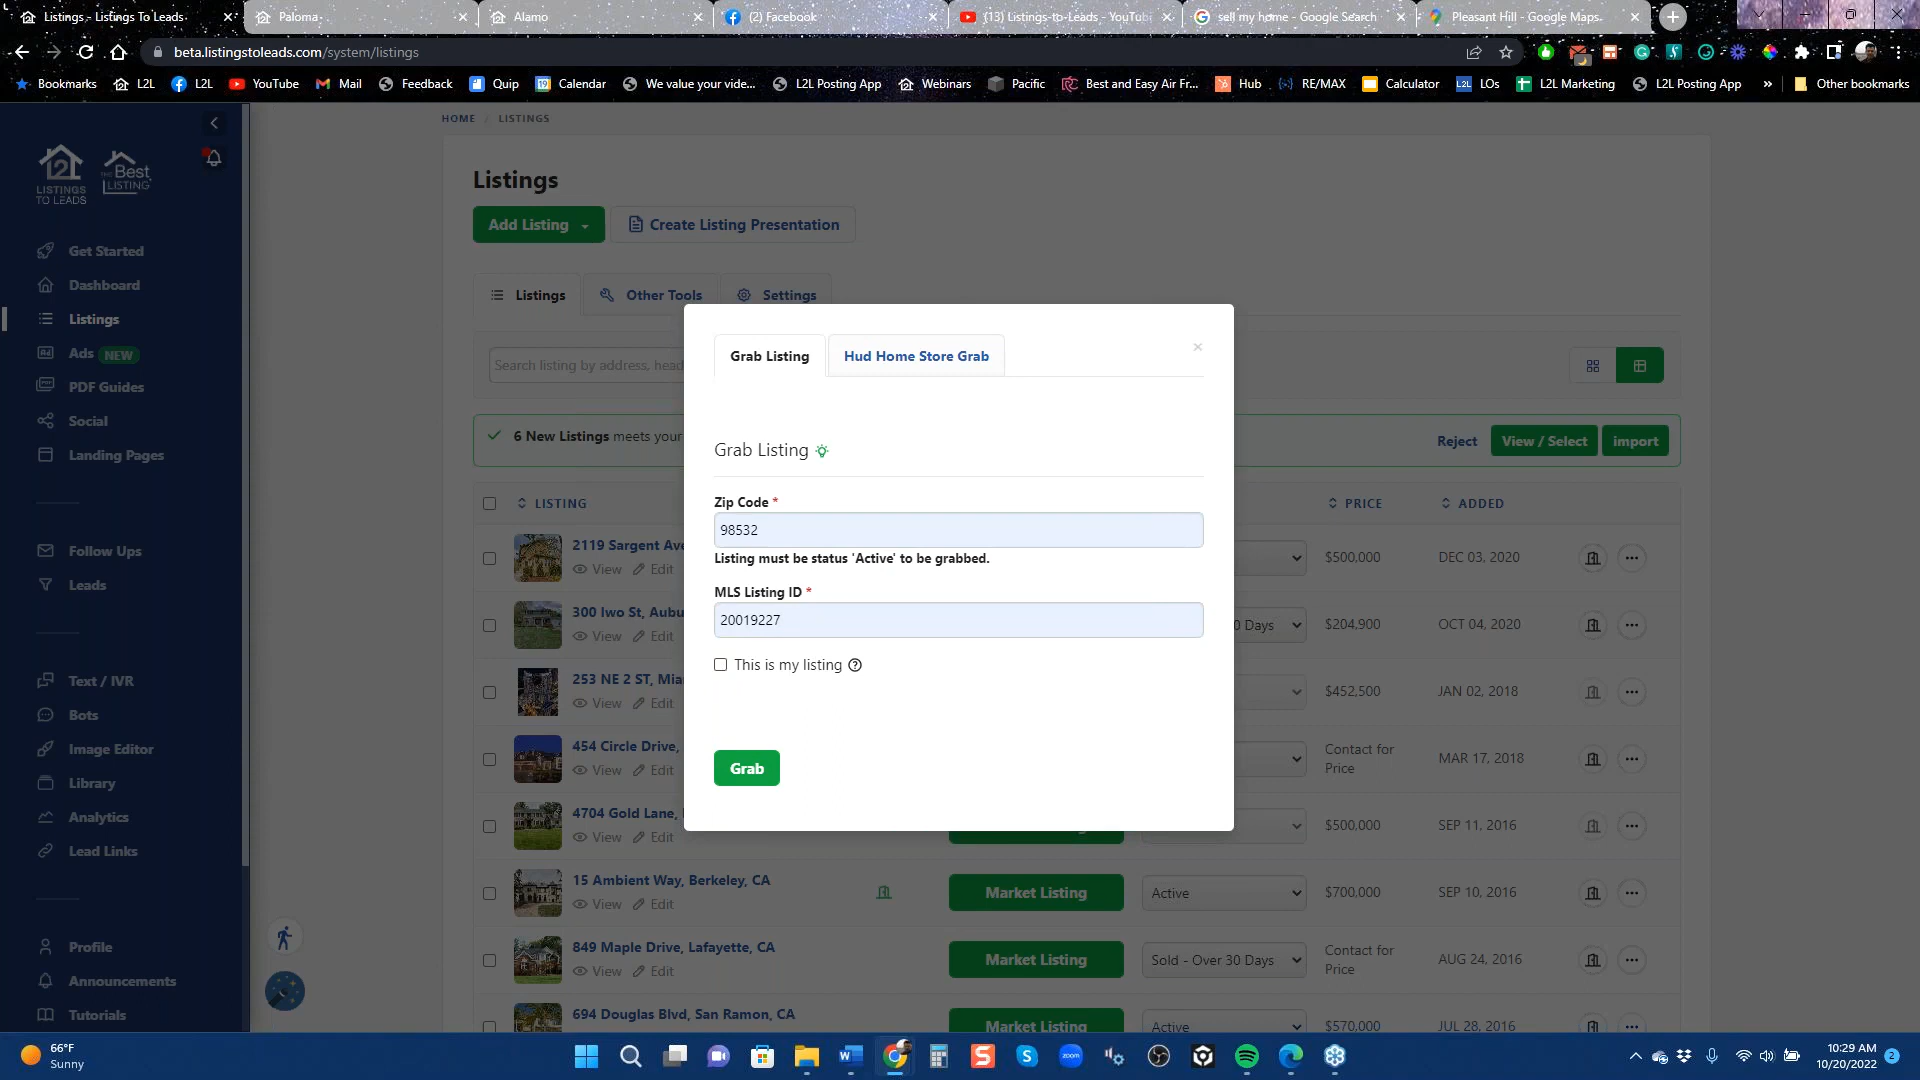 Listings - Listings To Leads
Paloma
Alamo
(2) Facebook
(13) Listings-to-Leads - YouTub
sell my home - Google Search
Pleasant Hill - Google Maps
beta.listingstoleads.com/system/listings
Bookmarks
L2L
L2L
YouTube
Mail
Feedback
Quip
Calendar
We value your vide...
L2L Posting App
Webinars
Pacific
Best and Easy Air Fr...
Hub
RE/MAX
Calculator
LOs
L2L Marketing
L2L Posting App
»
Other bookmarks
LISTINGS TO LEADS
THE Best LISTING
Get Started
Dashboard
Listings
Ads NEW
PDF Guides
Social
Landing Pages
Follow Ups
Leads
Text / IVR
Bots
Image Editor
Library
Analytics
Lead Links
Profile
Announcements
Tutorials
HOME / LISTINGS
Listings
Add Listing
Create Listing Presentation
Listings
Other Tools
Settings
Search listing by address, head
6 New Listings meets your
Reject
View / Select
import
LISTING
PRICE
ADDED
2119 Sargent Ave
View Edit
$500,000
DEC 03, 2020
300 Iwo St, Aubu
View Edit
0 Days
$204,900
OCT 04, 2020
253 NE 2 ST, Mia
View Edit
$452,500
JAN 02, 2018
454 Circle Drive,
View Edit
Contact for Price
MAR 17, 2018
4704 Gold Lane,
View Edit
$500,000
SEP 11, 2016
15 Ambient Way, Berkeley, CA
View Edit
Market Listing
Active
$700,000
SEP 10, 2016
849 Maple Drive, Lafayette, CA
View Edit
Market Listing
Sold - Over 30 Days
Contact for Price
AUG 24, 2016
694 Douglas Blvd, San Ramon, CA
Market Listing
Active
$570,000
JUL 28, 2016
Grab Listing
Hud Home Store Grab
×
Grab Listing
Zip Code *
98532
Listing must be status 'Active' to be grabbed.
MLS Listing ID *
20019227
This is my listing
Grab
66°F
Sunny
zoom
10:29 AM
10/20/2022
2